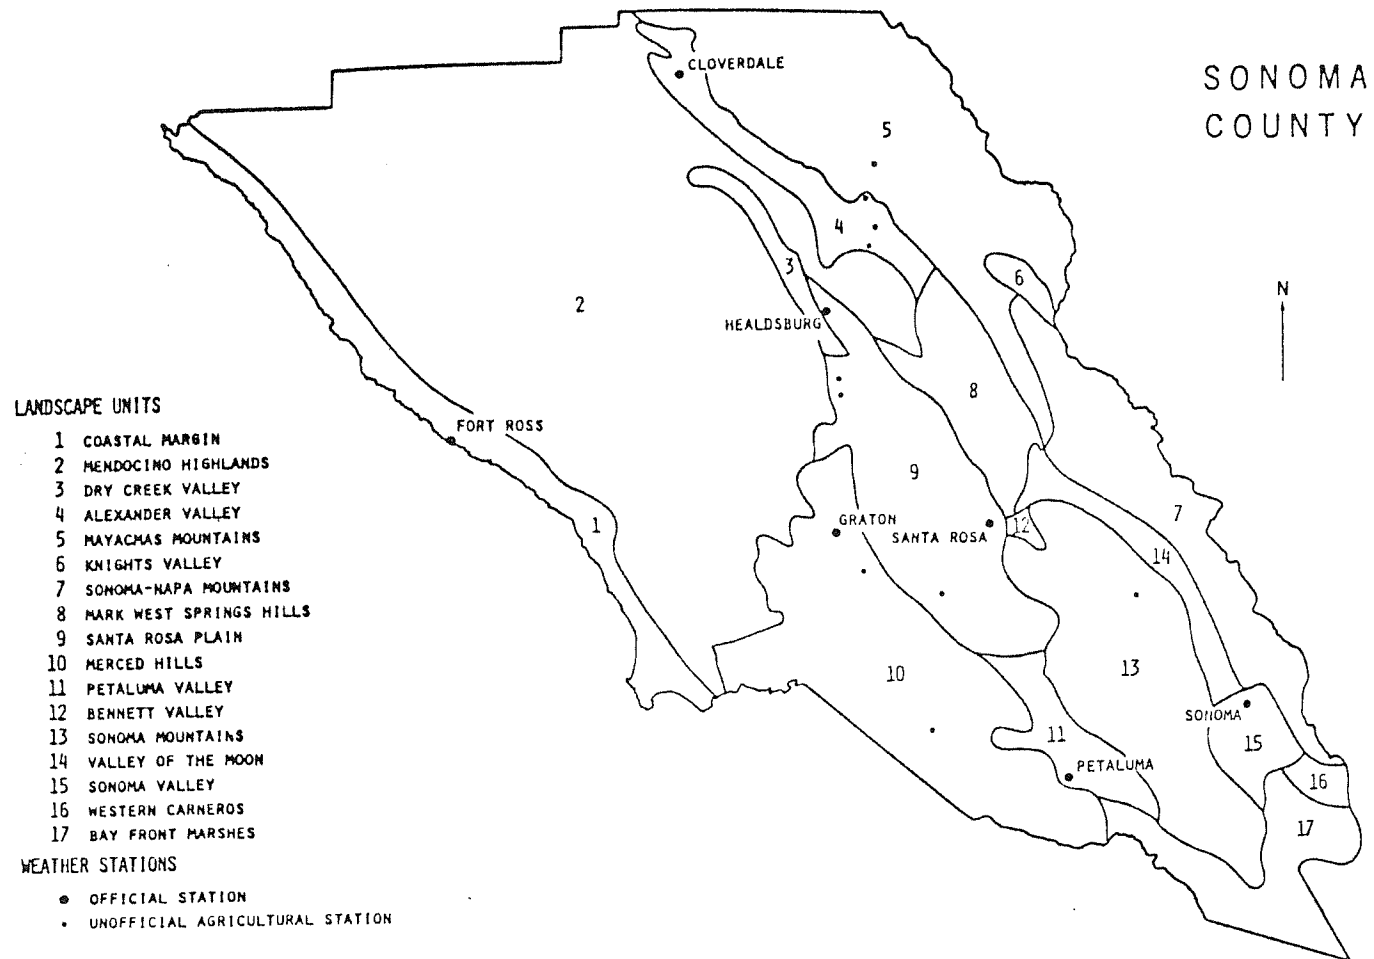 SONOMA
COUNTY
CLOVERDALE
5
4
3
6
2
N
HEALDSBURG
8
FORT ROSS
9
1
GRATON
SANTA ROSA
12
7
14
10
13
SONOMA
11
15
PETALUMA
16
17
LANDSCAPE UNITS
1 COASTAL MARGIN
2 MENDOCINO HIGHLANDS
3 DRY CREEK VALLEY
4 ALEXANDER VALLEY
5 MAYACMAS MOUNTAINS
6 KNIGHTS VALLEY
7 SONOMA-NAPA MOUNTAINS
8 MARK WEST SPRINGS HILLS
9 SANTA ROSA PLAIN
10 MERCED HILLS
11 PETALUMA VALLEY
12 BENNETT VALLEY
13 SONOMA MOUNTAINS
14 VALLEY OF THE MOON
15 SONOMA VALLEY
16 WESTERN CARNEROS
17 BAY FRONT MARSHES
WEATHER STATIONS
OFFICIAL STATION
UNOFFICIAL AGRICULTURAL STATION